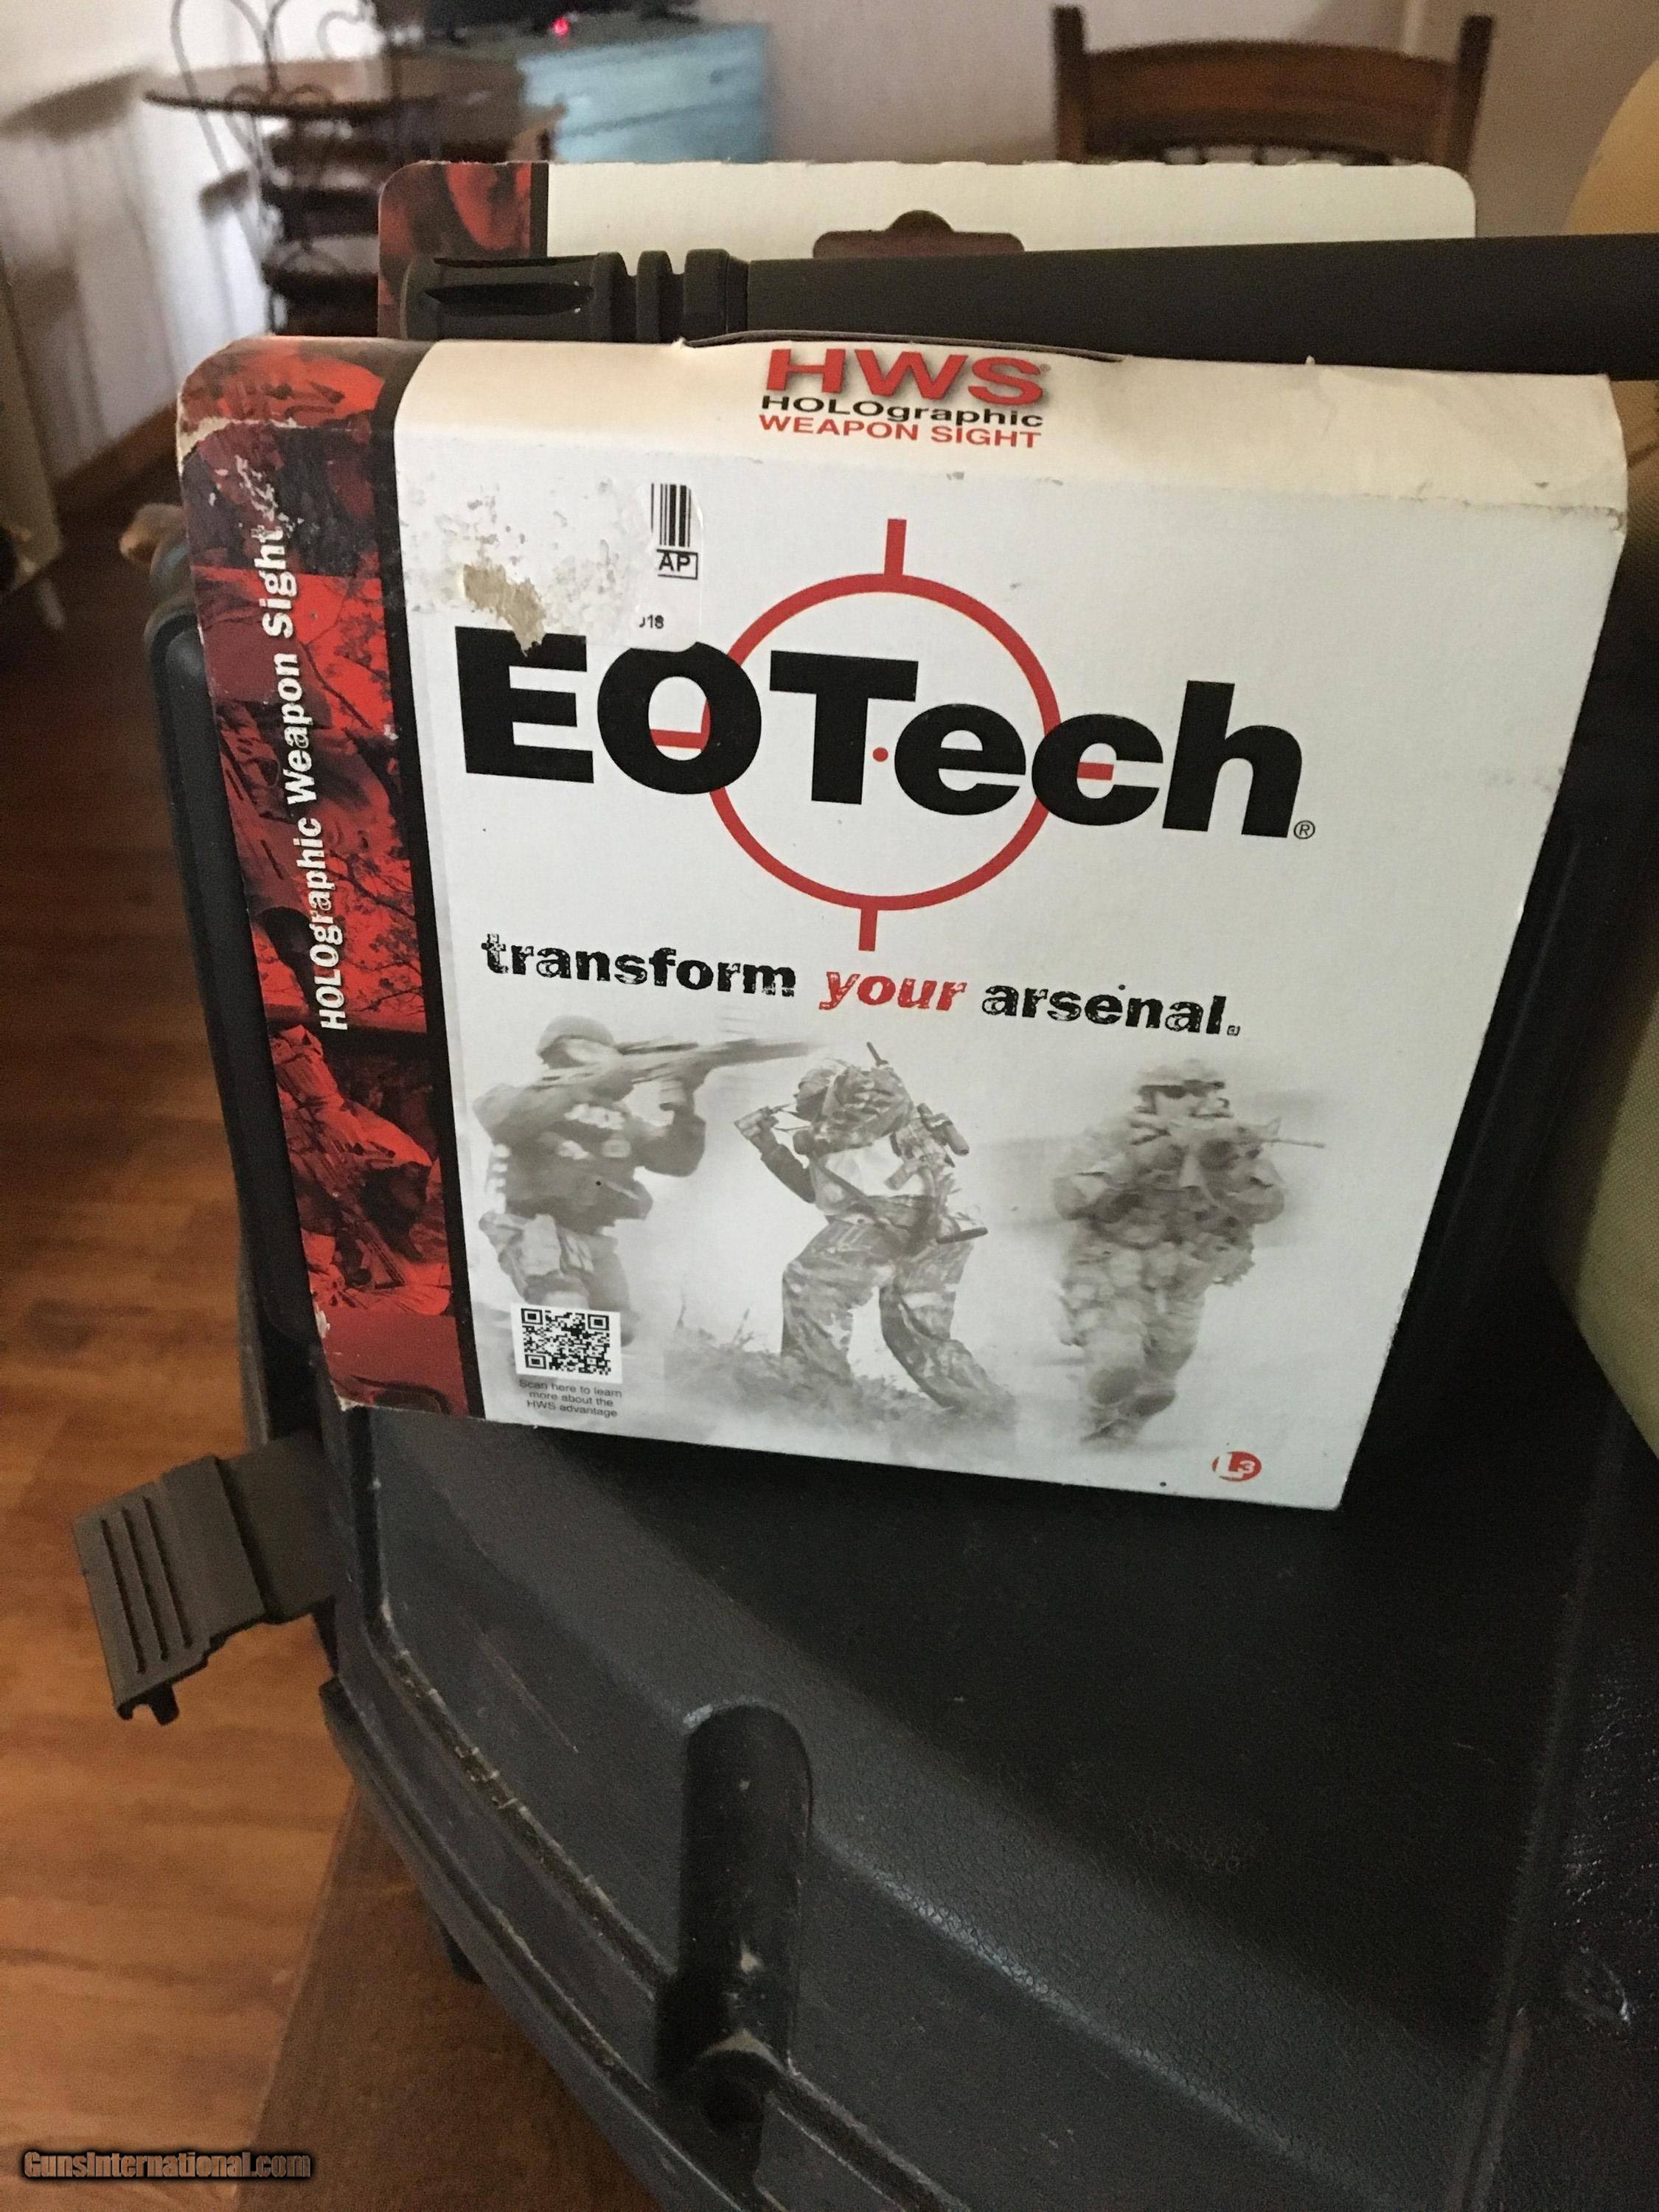 HWS®
HOLOgraphic
WEAPON SIGHT
HOLOgraphic Weapon Sight
AP
EOTech®
transform your arsenal.
Scan here to learn
more about the
HWS advantage
L3
GunsInternational.com